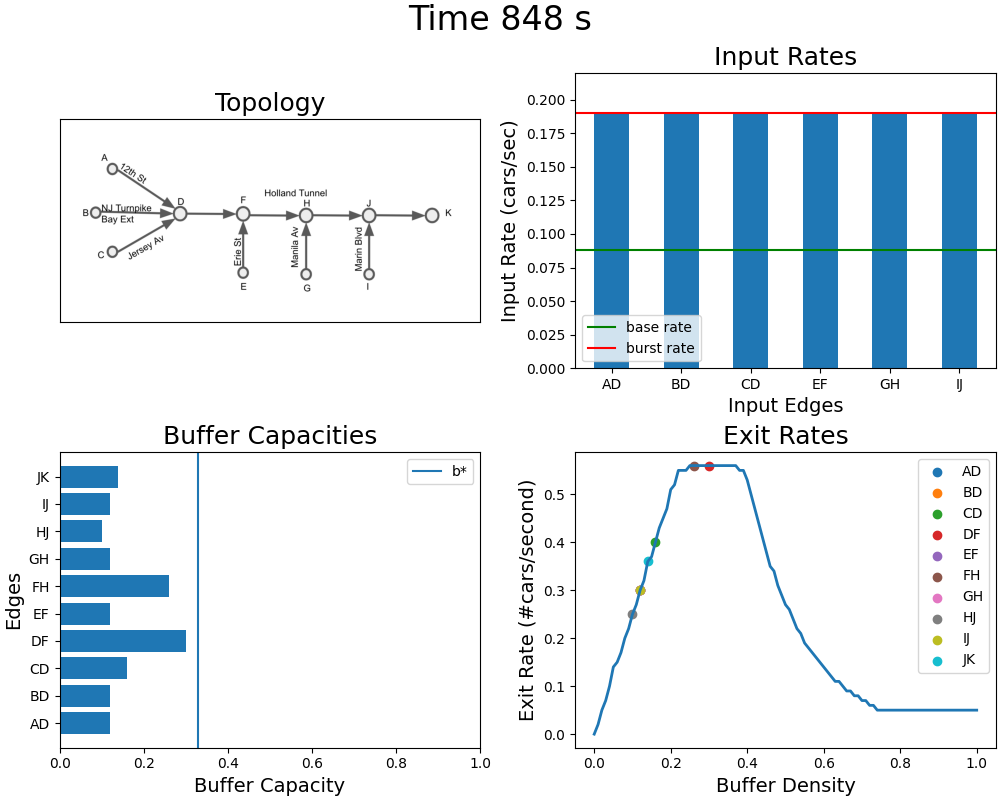 Time 848 s
Topology
A
12th St
B
NJ Turnpike
Bay Ext
C
Jersey Av
D
F
Holland Tunnel
H
J
K
Erie St
Manila Av
Marin Blvd
E
G
I
Input Rates
Input Rate (cars/sec)
0.200
0.175
0.150
0.125
0.100
0.075
0.050
0.025
0.000
base rate
burst rate
AD BD CD EF GH IJ
Input Edges
Buffer Capacities
Edges
JK
IJ
HJ
GH
FH
EF
DF
CD
BD
AD
b*
0.0 0.2 0.4 0.6 0.8 1.0
Buffer Capacity
Exit Rates
Exit Rate (#cars/second)
0.5
0.4
0.3
0.2
0.1
0.0
AD
BD
CD
DF
EF
FH
GH
HJ
IJ
JK
0.0 0.2 0.4 0.6 0.8 1.0
Buffer Density